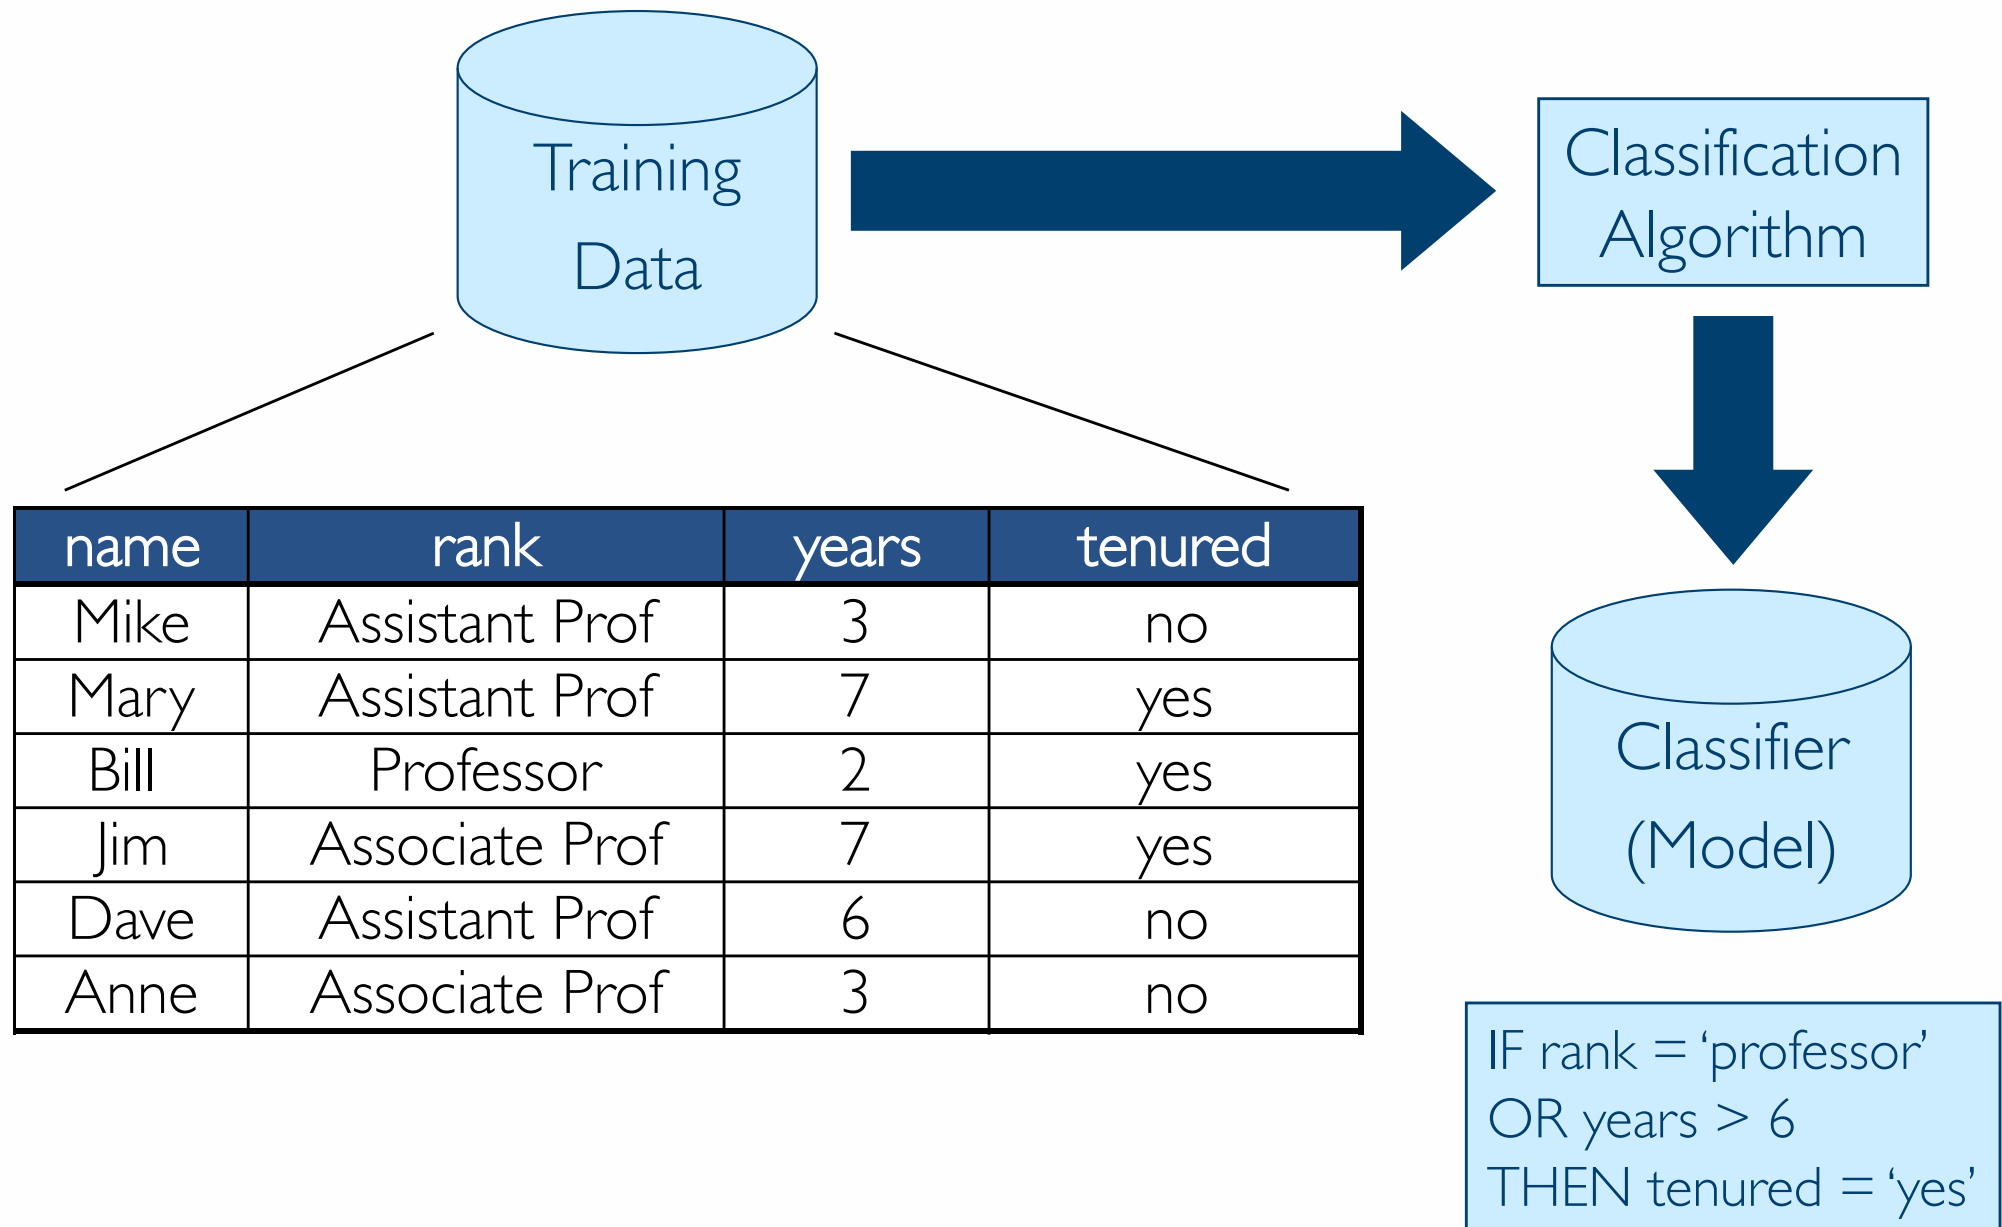 Training
Data
Classification
Algorithm
name rank years tenured
Mike Assistant Prof 3 no
Mary Assistant Prof 7 yes
Bill Professor 2 yes
Jim Associate Prof 7 yes
Dave Assistant Prof 6 no
Anne Associate Prof 3 no
Classifier
(Model)
IF rank = ‘professor’
OR years > 6
THEN tenured = ‘yes’